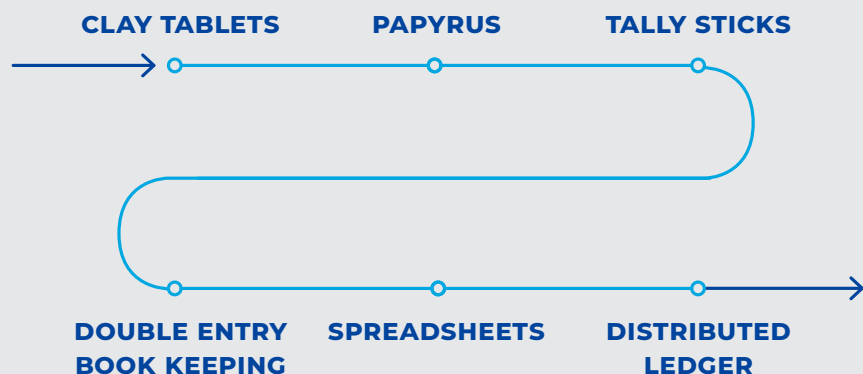 CLAY TABLETS
PAPYRUS
TALLY STICKS
DOUBLE ENTRY
BOOK KEEPING
SPREADSHEETS
DISTRIBUTED
LEDGER